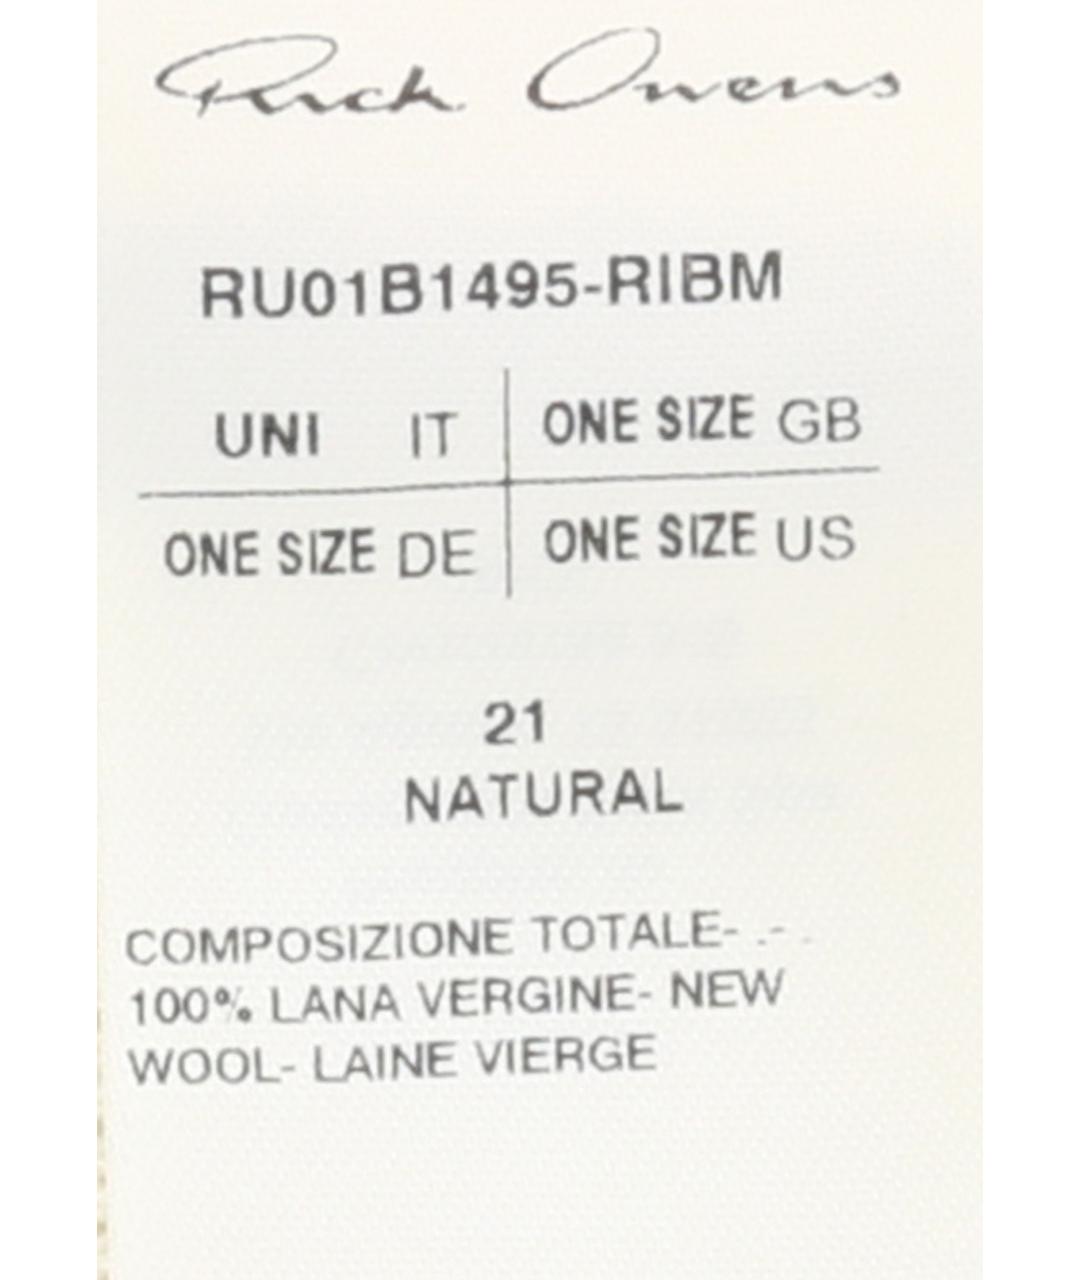 Rick Owens
RU01B1495-RIBM
UNI IT ONE SIZE GB
ONE SIZE DE ONE SIZE US
21
NATURAL
COMPOSIZIONE TOTALE- .- .
100% LANA VERGINE- NEW
WOOL- LAINE VIERGE